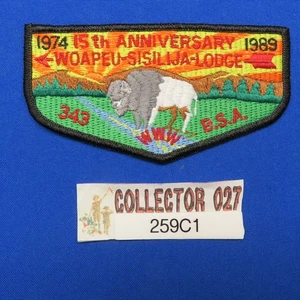 1974 15th ANNIVERSARY 1989
WOAPEU-SISILIJA-LODGE
343 B.S.A.
WWW
COLLECTOR 027
259C1